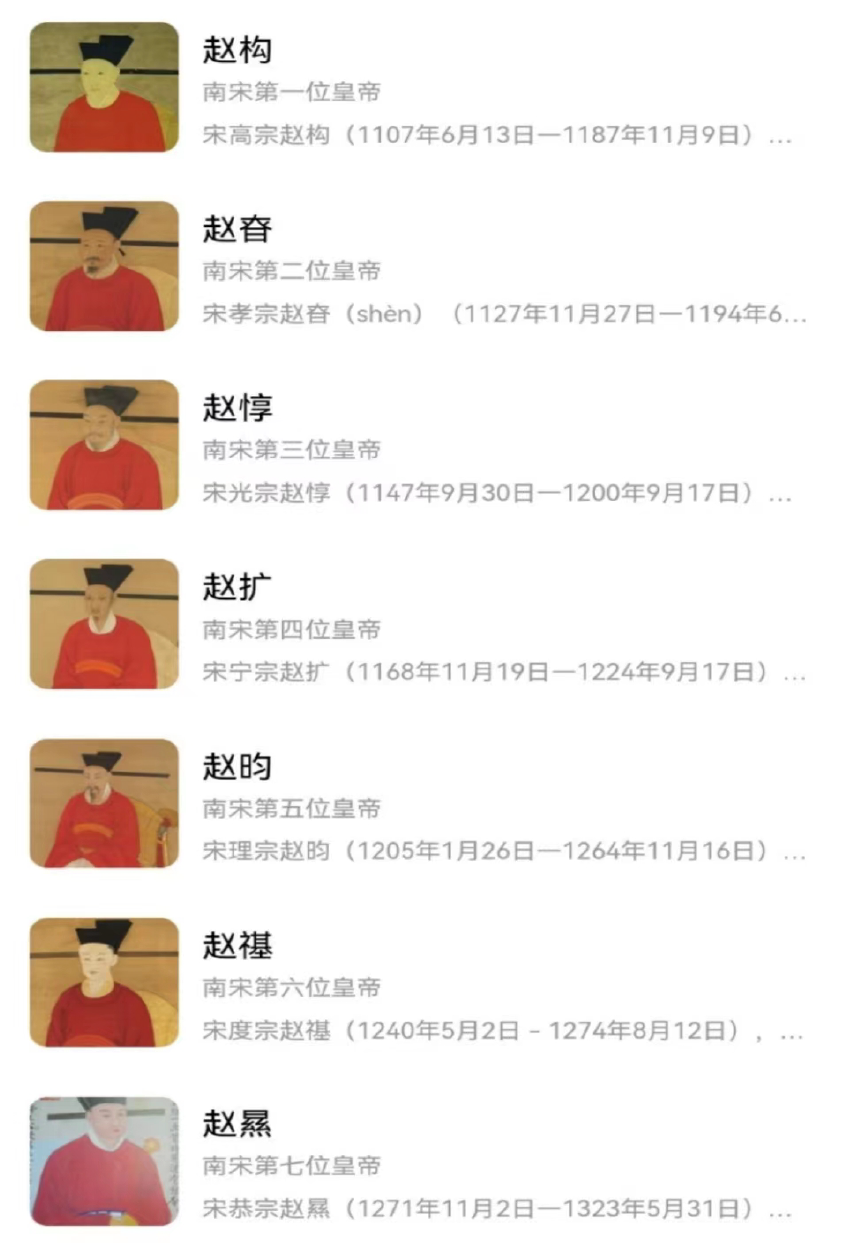 赵构
南宋第一位皇帝
宋高宗赵构（1107年6月13日—1187年11月9日）...
赵昚
南宋第二位皇帝
宋孝宗赵昚（shèn）（1127年11月27日—1194年6...
赵惇
南宋第三位皇帝
宋光宗赵惇（1147年9月30日—1200年9月17日）...
赵扩
南宋第四位皇帝
宋宁宗赵扩（1168年11月19日—1224年9月17日）...
赵昀
南宋第五位皇帝
宋理宗赵昀（1205年1月26日—1264年11月16日）...
赵禥
南宋第六位皇帝
宋度宗赵禥（1240年5月2日 - 1274年8月12日），...
赵㬎
南宋第七位皇帝
宋恭宗赵㬎（1271年11月2日—1323年5月31日）...